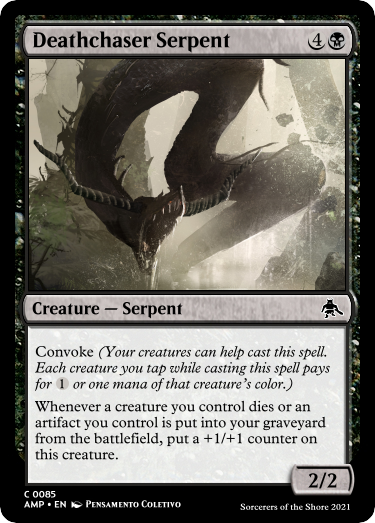 Deathchaser Serpent 4
Creature — Serpent
Convoke (Your creatures can help cast this spell.
Each creature you tap while casting this spell pays
for 1 or one mana of that creature's color.)
Whenever a creature you control dies or an
artifact you control is put into your graveyard
from the battlefield, put a +1/+1 counter on
this creature.
2/2
C 0085
AMP • EN Pensamento Coletivo
Sorcerers of the Shore 2021